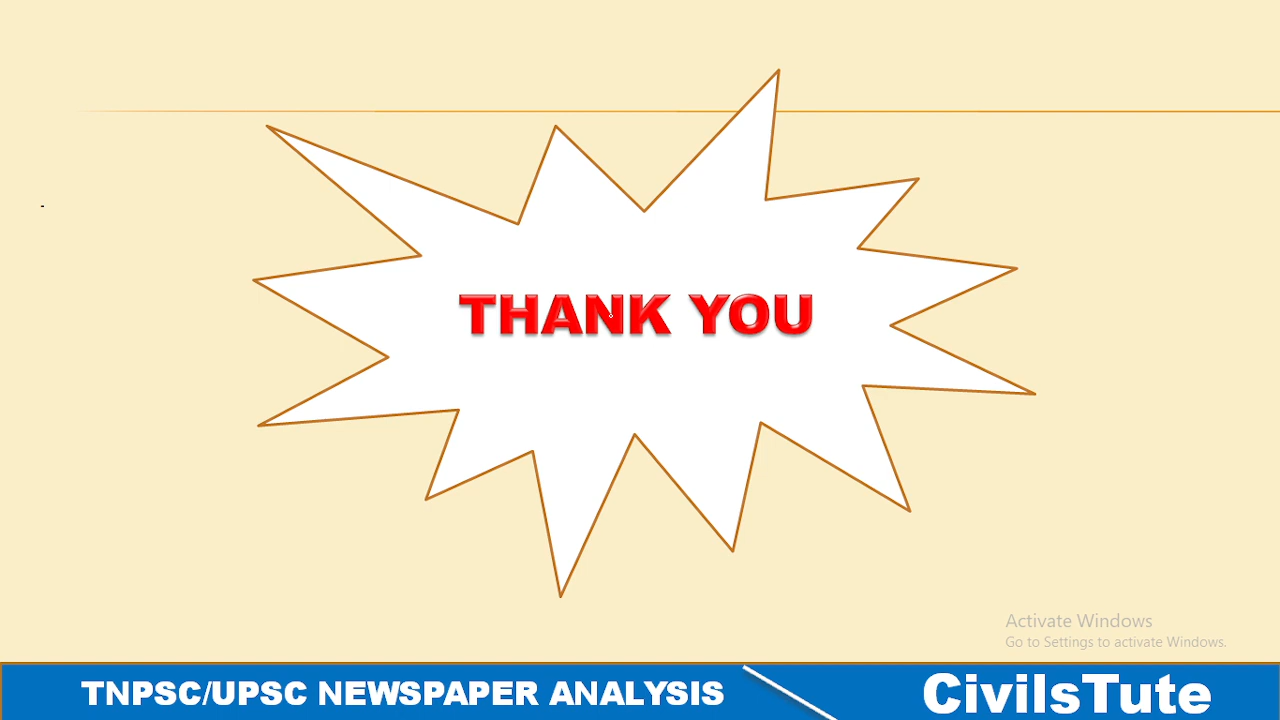 THANK YOU
Activate Windows
Go to Settings to activate Windows.
TNPSC/UPSC NEWSPAPER ANALYSIS
CivilsTute